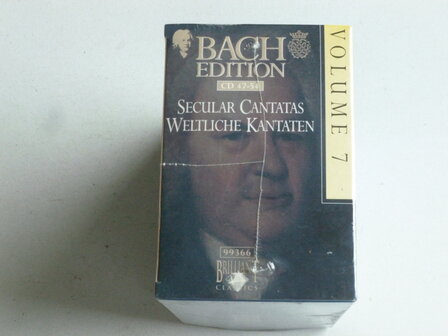 BACH
EDITION
CD 47-54
SECULAR CANTATAS
WELTLICHE KANTATEN
VOLUME 7
99366
BRILLIANT
CLASSICS